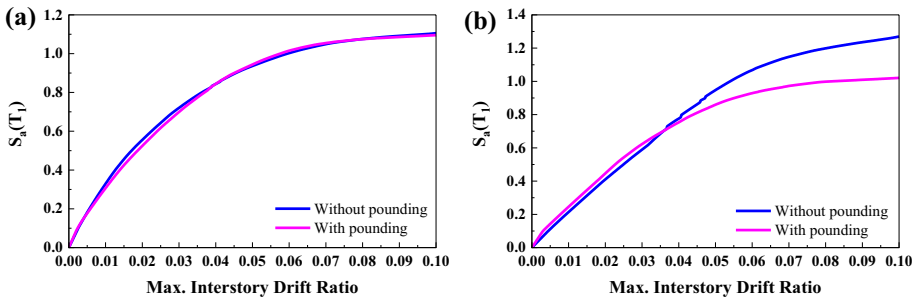 (a)
1.2
1.0
0.8
0.6
0.4
0.2
0.0
Sa(T1)
Without pounding
With pounding
0.00 0.01 0.02 0.03 0.04 0.05 0.06 0.07 0.08 0.09 0.10
Max. Interstory Drift Ratio
(b)
1.4
1.2
1.0
0.8
0.6
0.4
0.2
0.0
Sa(T1)
Without pounding
With pounding
0.00 0.01 0.02 0.03 0.04 0.05 0.06 0.07 0.08 0.09 0.10
Max. Interstory Drift Ratio